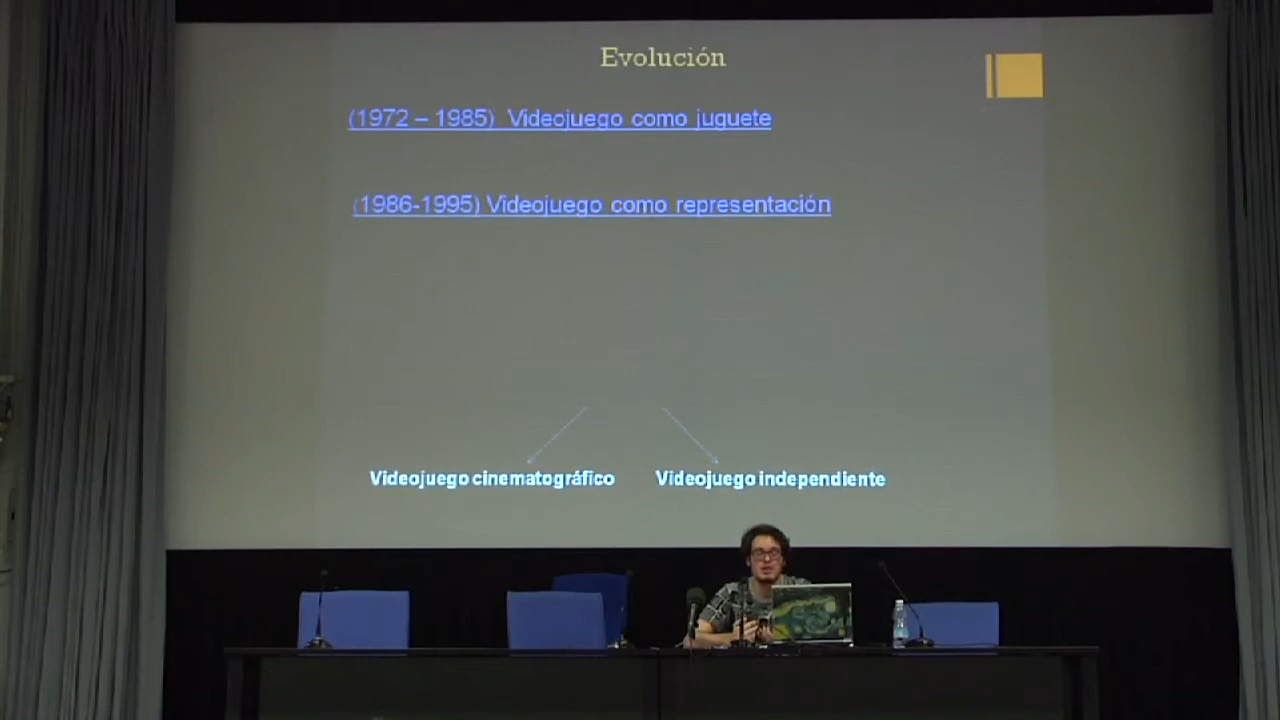 Evolución
(1972 – 1985) Videojuego como juguete
(1986-1995) Videojuego como representación
Videojuego cinematográfico Videojuego independiente